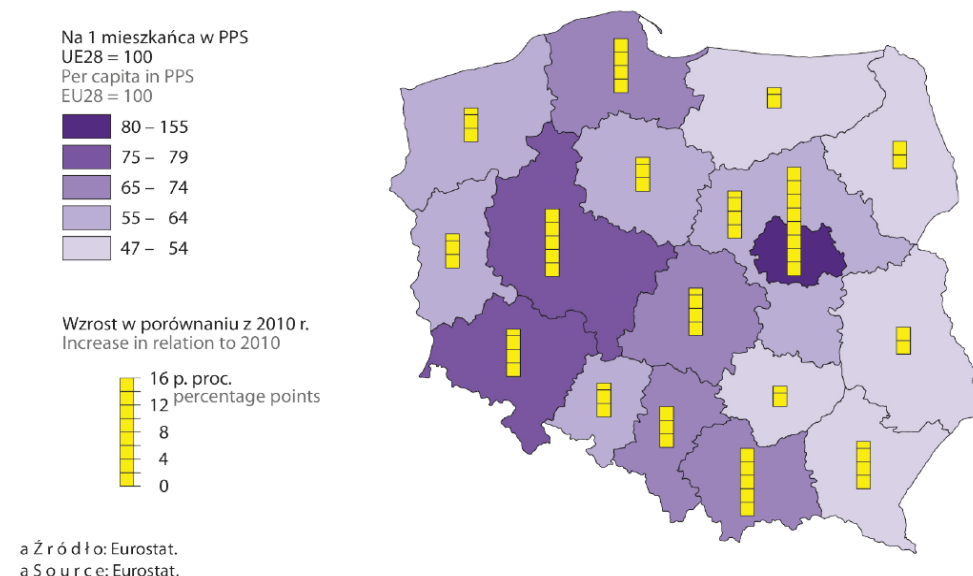 Na 1 mieszkańca w PPS
UE28 = 100
Per capita in PPS
EU28 = 100
80 – 155
75 – 79
65 – 74
55 – 64
47 – 54
Wzrost w porównaniu z 2010 r.
Increase in relation to 2010
16 p. proc.
percentage points
12
8
4
0
a Ź r ó d ł o: Eurostat.
a S o u r c e: Eurostat.